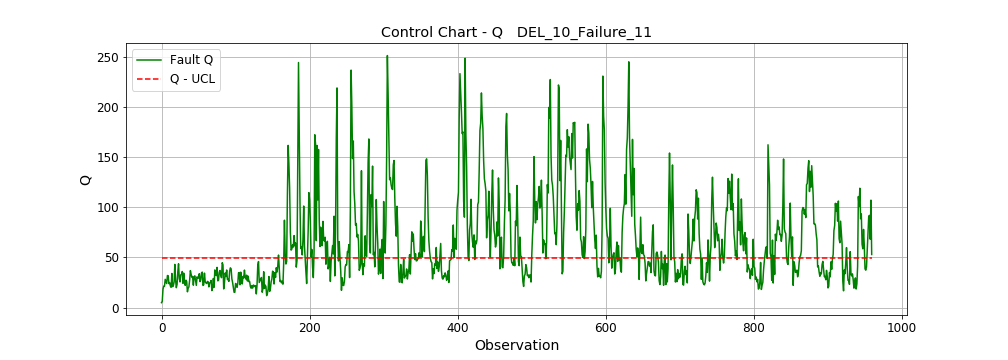 Control Chart - Q   DEL_10_Failure_11
Fault Q
Q - UCL
Q
250
200
150
100
50
0
0
200
400
600
800
1000
Observation